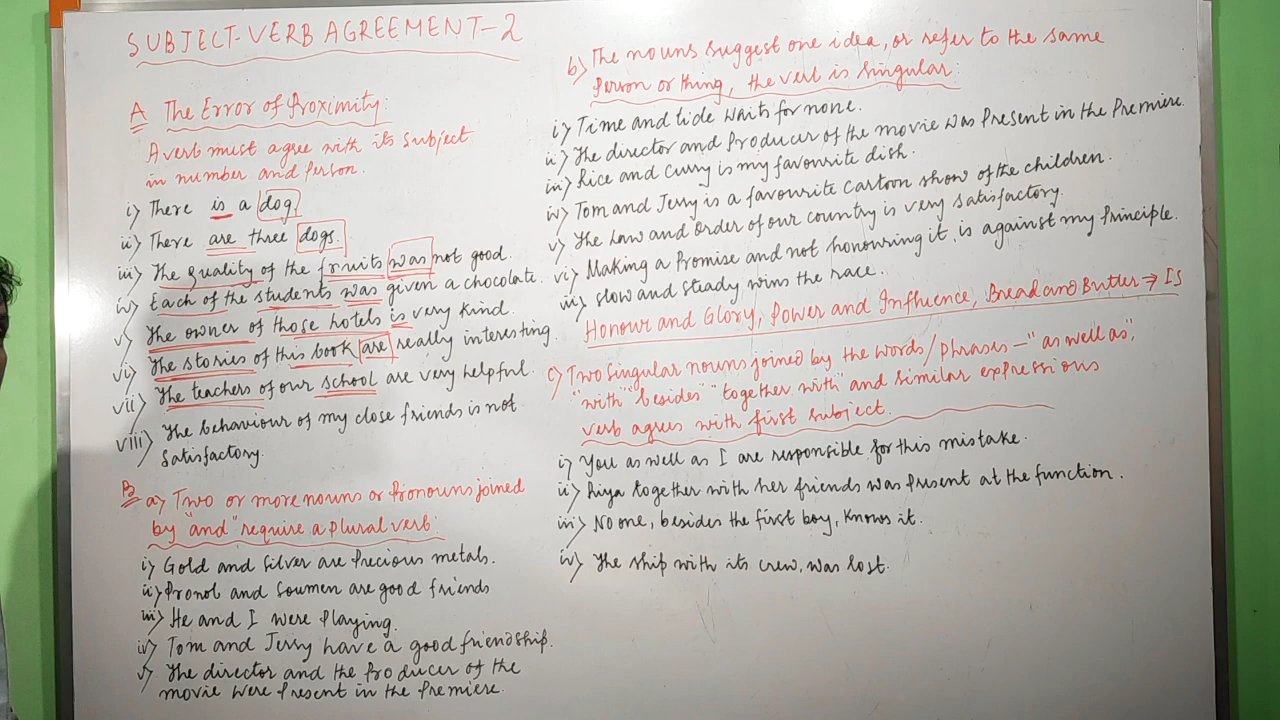 SUBJECT-VERB AGREEMENT-2
A The Error of Proximity:
A verb must agree with its subject
in number and Person.
i) There is a dog.
ii) There are three dogs.
iii) The quality of the fruits was not good.
iv) Each of the students was given a chocolate.
v) The owner of those hotels is very kind.
vi) The stories of this book are really interesting.
vii) The teachers of our school are very helpful.
viii) The behaviour of my close friends is not
Satisfactory.
B a) Two or more nouns or Pronouns joined
by "and" require a plural verb:
i) Gold and Silver are Precious metals.
ii) Pronob and Soumen are good friends
iii) He and I were Playing.
iv) Tom and Jerry have a good friendship.
v) The director and the Producer of the
movie were Present in the Premiere.
b) The nouns suggest one idea, or refer to the same
Person or thing, the verb is Singular:
i) Time and tide waits for none.
ii) The director and Producer of the movie was Present in the Premiere.
iii) Rice and Curry is my favourite dish.
iv) Tom and Jerry is a favourite Cartoon show of the children.
v) The Law and Order of our country is very Satisfactory.
vi) Making a Promise and not honouring it, is against my Principle.
vii) Slow and Steady wins the race.
Honour and Glory, Power and Influence, Bread and Butler → IS
c) Two Singular nouns joined by the words/phrases - "as well as",
"with" "besides" "together with" and similar expressions
verb agrees with first subject.
i) You as well as I are responsible for this mistake.
ii) Riya together with her friends was Present at the function.
iii) No one, besides the first boy, Knows it.
iv) The ship with its crew, was lost.